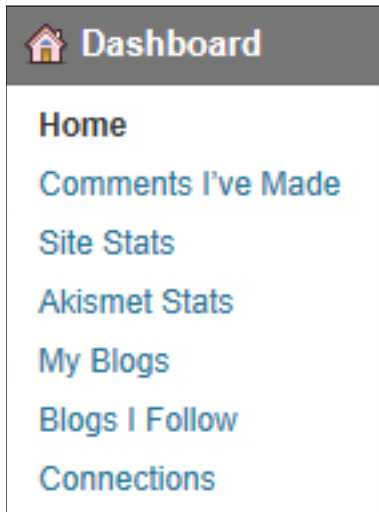 Dashboard
Home
Comments I've Made
Site Stats
Akismet Stats
My Blogs
Blogs I Follow
Connections